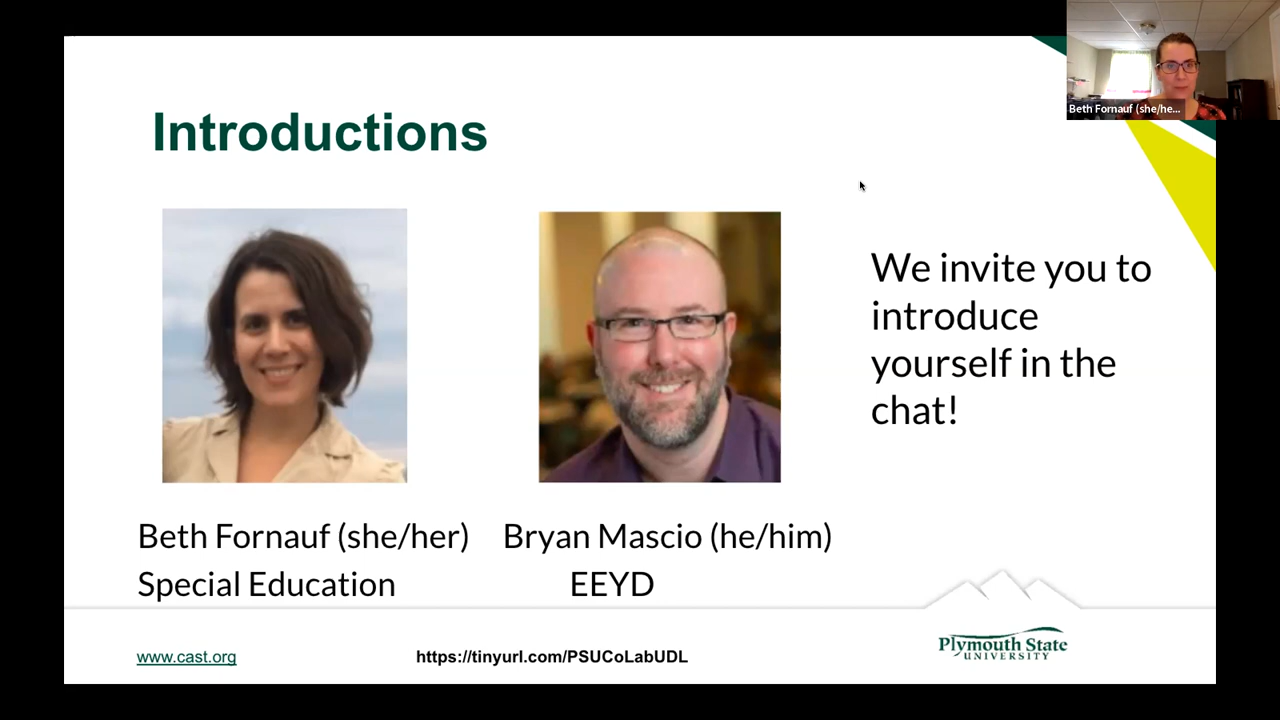 Beth Fornauf (she/he...
Introductions
We invite you to
introduce
yourself in the
chat!
Beth Fornauf (she/her)
Special Education
Bryan Mascio (he/him)
EEYD
www.cast.org
https://tinyurl.com/PSUCoLabUDL
Plymouth State
UNIVERSITY